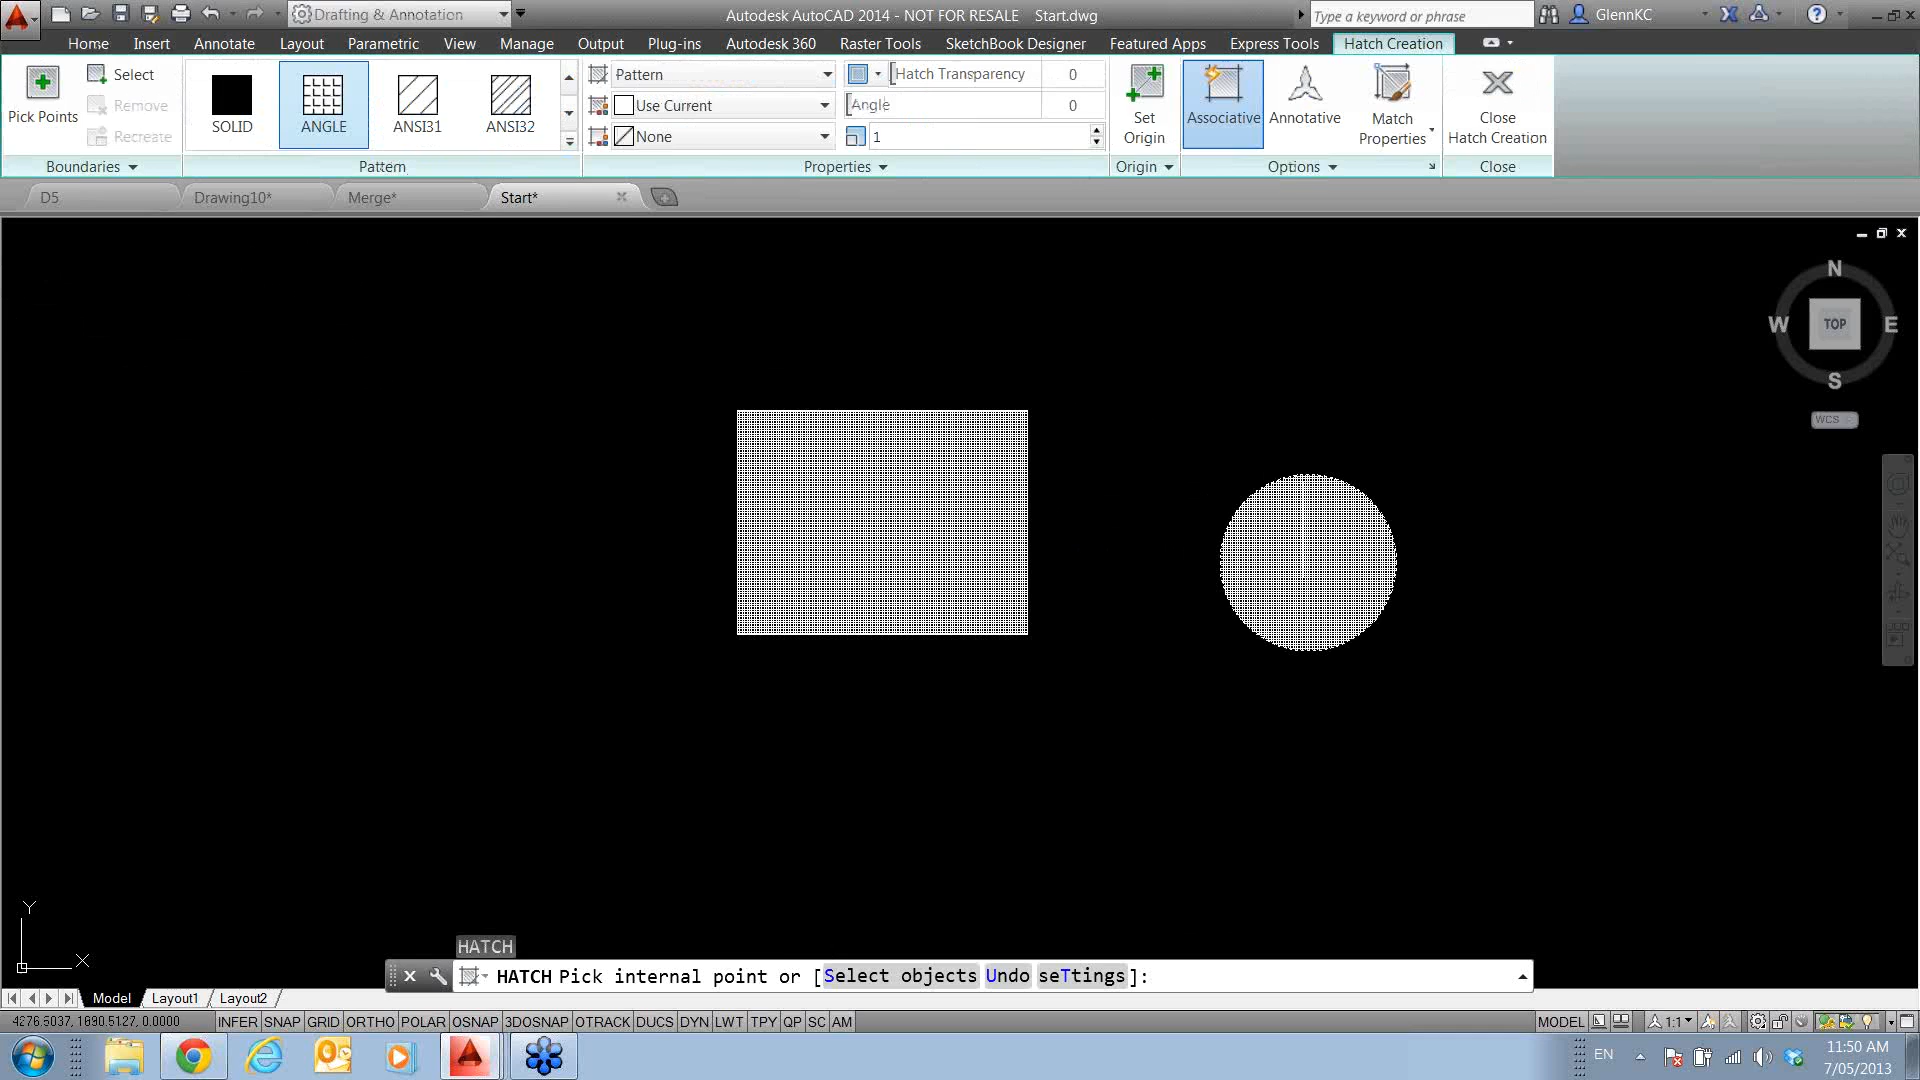 Drafting & Annotation
Autodesk AutoCAD 2014 - NOT FOR RESALE Start.dwg
Type a keyword or phrase
GlennKC
Home Insert Annotate Layout Parametric View Manage Output Plug-ins Autodesk 360 Raster Tools SketchBook Designer Featured Apps Express Tools Hatch Creation
Pick Points
Select
Remove
Recreate
SOLID
ANGLE
ANSI31
ANSI32
Pattern
Use Current
None
Hatch Transparency 0
Angle 0
1
Set
Origin
Associative
Annotative
Match
Properties
Close
Hatch Creation
Boundaries Pattern Properties Origin Options Close
D5 Drawing10* Merge* Start*
N
W TOP E
S
WCS
Y
X
HATCH
HATCH Pick internal point or [Select objects Undo seTtings]:
Model Layout1 Layout2
4276.5037, 1690.5127, 0.0000 INFER SNAP GRID ORTHO POLAR OSNAP 3DOSNAP OTRACK DUCS DYN LWT TPY QP SC AM MODEL 1:1
EN
11:50 AM
7/05/2013